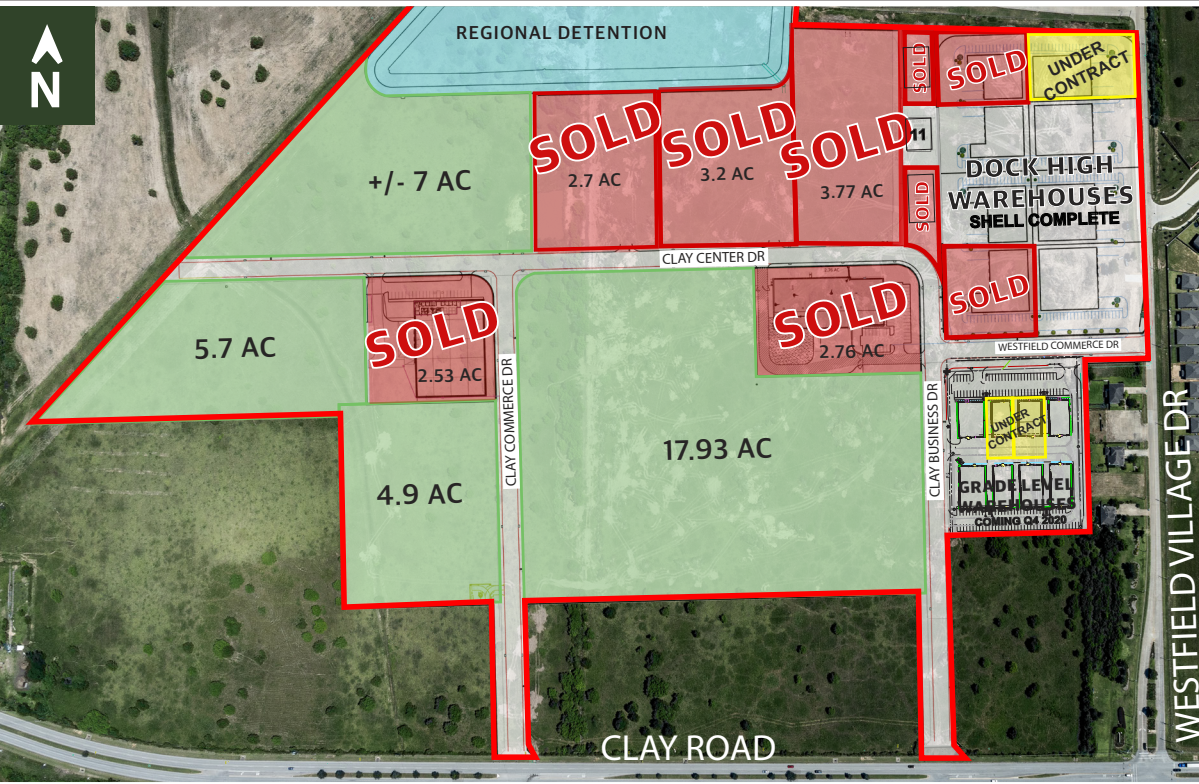 N
REGIONAL DETENTION
SOLD
SOLD
UNDER
CONTRACT
SOLD
2.7 AC
SOLD
3.2 AC
SOLD
3.77 AC
11
+/- 7 AC
DOCK HIGH
WAREHOUSES
SHELL COMPLETE
SOLD
CLAY CENTER DR
SOLD
SOLD
2.53 AC
SOLD
2.76 AC
5.7 AC
WESTFIELD COMMERCE DR
CLAY COMMERCE DR
CLAY BUSINESS DR
17.93 AC
4.9 AC
UNDER
CONTRACT
GRADE LEVEL
WAREHOUSES
COMING Q4 2020
WESTFIELD VILLAGE DR
CLAY ROAD